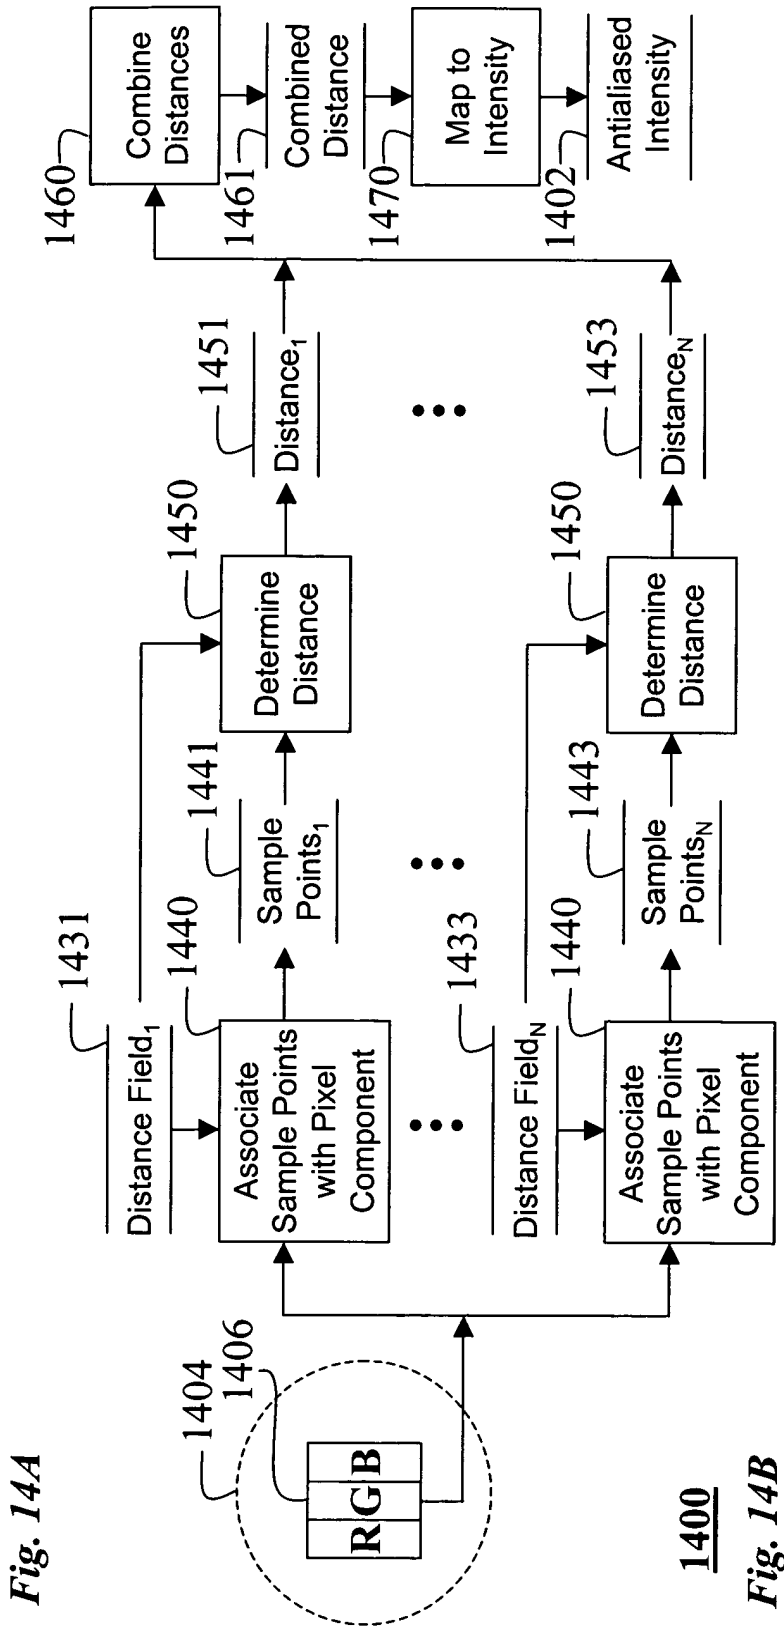 Fig. 14A
1404
1406
R G B
1400
Fig. 14B
1431
Distance Field1
1440
Associate
Sample Points
with Pixel
Component
1441
Sample
Points1
1450
Determine
Distance
1451
Distance1
1433
Distance FieldN
1440
Associate
Sample Points
with Pixel
Component
1443
Sample
PointsN
1450
Determine
Distance
1453
DistanceN
1460
Combine
Distances
1461
Combined
Distance
1470
Map to
Intensity
1402
Antialiased
Intensity